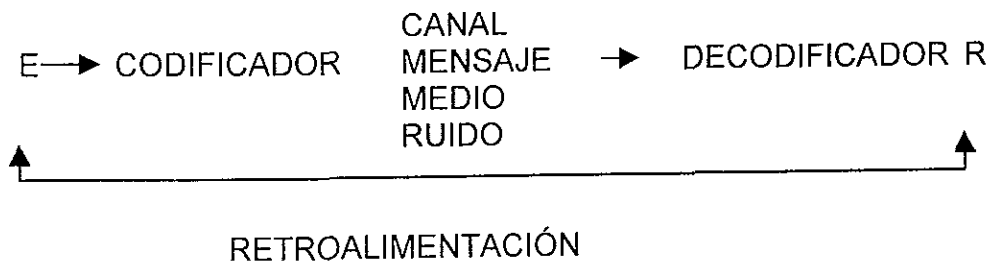 CANAL
E CODIFICADOR MENSAJE DECODIFICADOR R
MEDIO
RUIDO
RETROALIMENTACIÓN